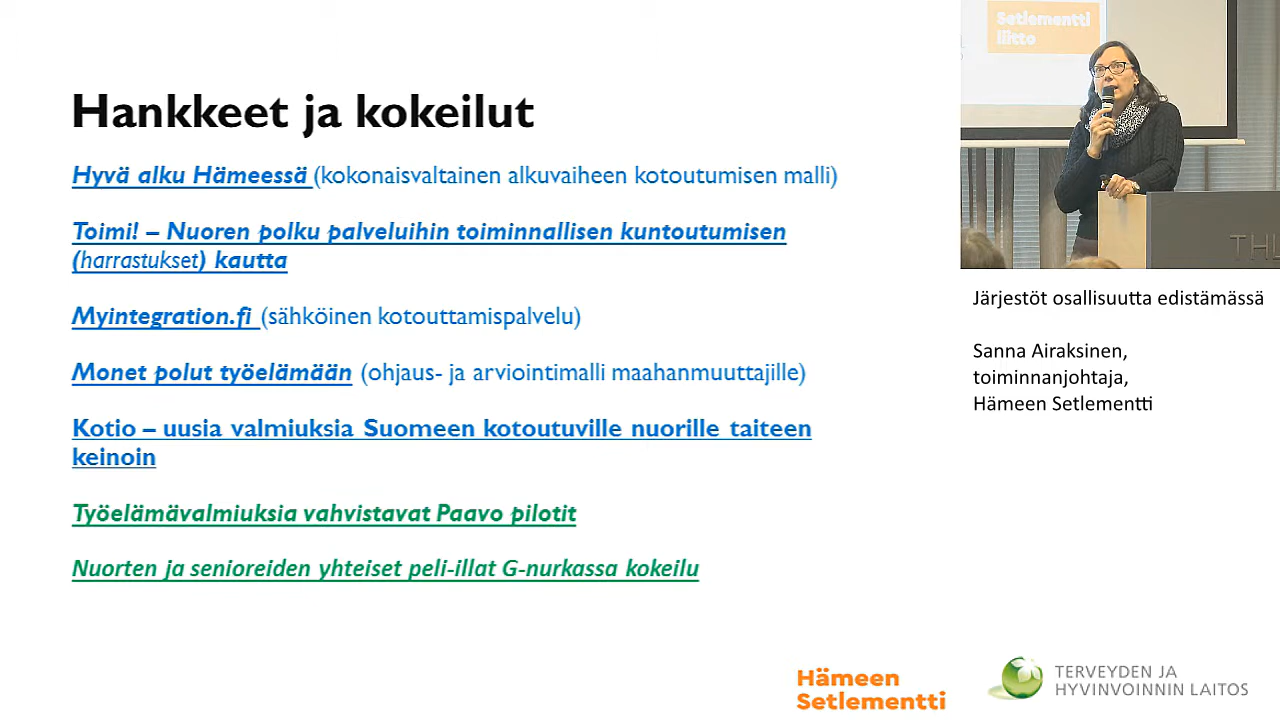 Hankkeet ja kokeilut
Hyvä alku Hämeessä (kokonaisvaltainen alkuvaiheen kotoutumisen malli)
Toimi! – Nuoren polku palveluihin toiminnallisen kuntoutumisen
(harrastukset) kautta
Myintegration.fi (sähköinen kotouttamispalvelu)
Monet polut työelämään (ohjaus- ja arviointimalli maahanmuuttajille)
Kotio – uusia valmiuksia Suomeen kotoutuville nuorille taiteen
keinoin
Työelämävalmiuksia vahvistavat Paavo pilotit
Nuorten ja senioreiden yhteiset peli-illat G-nurkassa kokeilu
Setlementti
liitto
THL
Järjestöt osallisuutta edistämässä
Sanna Airaksinen,
toiminnanjohtaja,
Hämeen Setlementti
Hämeen
Setlementti
TERVEYDEN JA
HYVINVOINNIN LAITOS